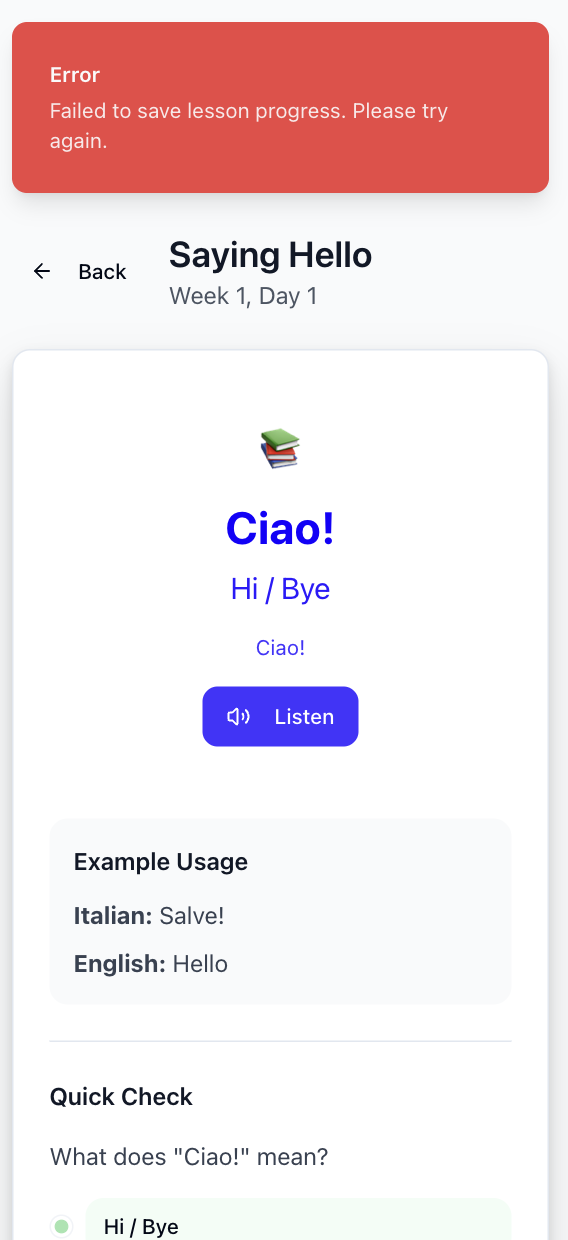 Error
Failed to save lesson progress. Please try
again.
Back
Saying Hello
Week 1, Day 1
Ciao!
Hi / Bye
Ciao!
Listen
Example Usage
Italian: Salve!
English: Hello
Quick Check
What does "Ciao!" mean?
Hi / Bye